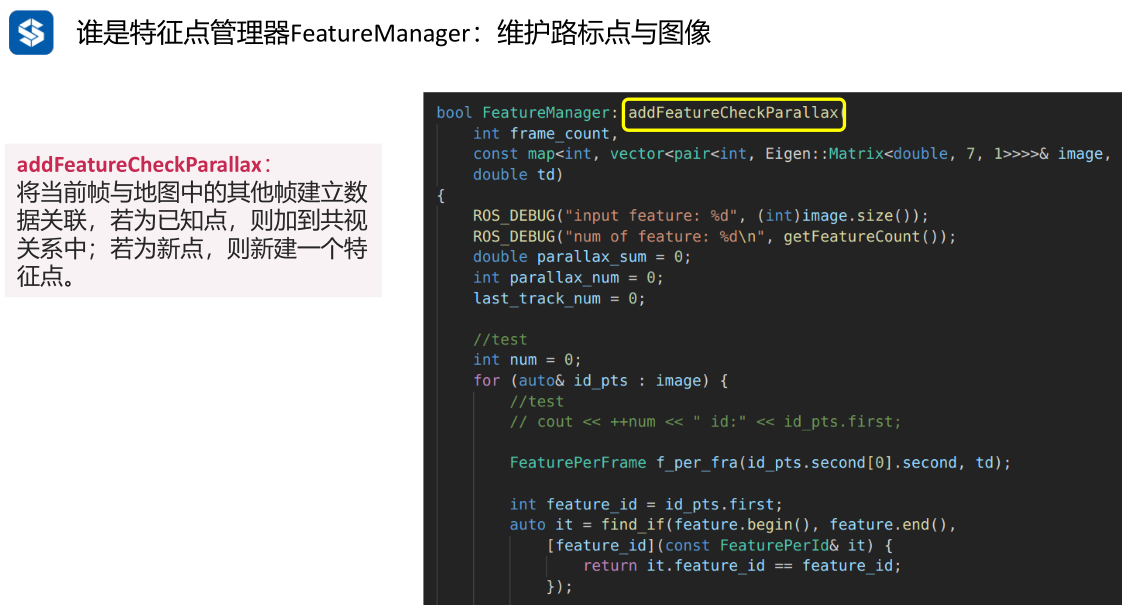 谁是特征点管理器FeatureManager：维护路标点与图像
addFeatureCheckParallax：
将当前帧与地图中的其他帧建立数
据关联，若为已知点，则加到共视
关系中；若为新点，则新建一个特
征点。
bool FeatureManager::addFeatureCheckParallax(
int frame_count,
const map<int, vector<pair<int, Eigen::Matrix<double, 7, 1>>>>& image,
double td)
{
ROS_DEBUG("input feature: %d", (int)image.size());
ROS_DEBUG("num of feature: %d\n", getFeatureCount());
double parallax_sum = 0;
int parallax_num = 0;
last_track_num = 0;
//test
int num = 0;
for (auto& id_pts : image) {
//test
// cout << ++num << " id:" << id_pts.first;
FeaturePerFrame f_per_fra(id_pts.second[0].second, td);
int feature_id = id_pts.first;
auto it = find_if(feature.begin(), feature.end(),
[feature_id](const FeaturePerId& it) {
return it.feature_id == feature_id;
});